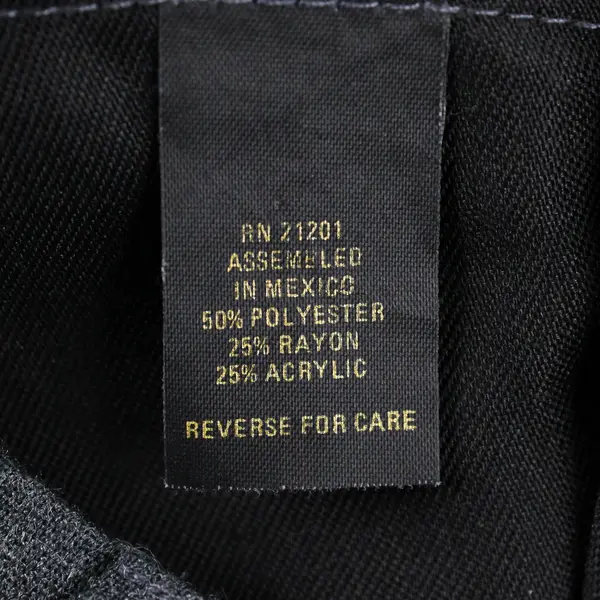 RN 21201
ASSEMBLED
IN MEXICO
50% POLYESTER
25% RAYON
25% ACRYLIC
REVERSE FOR CARE